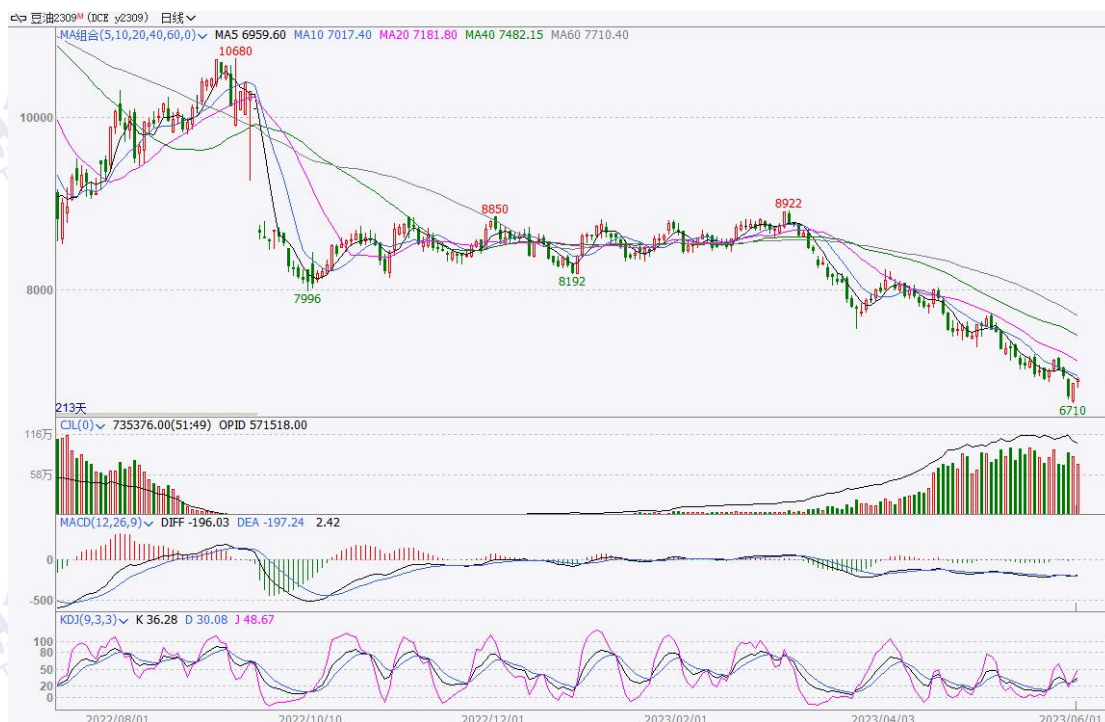 豆油2309M (DCE y2309) 日线
MA组合(5,10,20,40,60,0) MA5 6959.60 MA10 7017.40 MA20 7181.80 MA40 7482.15 MA60 7710.40
10680
10000
8922
8850
8192
8000
7996
6710
213天
CJL(0) 735376.00(51:49) OPID 571518.00
116万
58万
MACD(12,26,9) DIFF -196.03 DEA -197.24 2.42
0
-500
KDJ(9,3,3) K 36.28 D 30.08 J 48.67
100
80
50
20
0
2022/08/01 2022/10/10 2022/12/01 2023/02/01 2023/04/03 2023/06/01